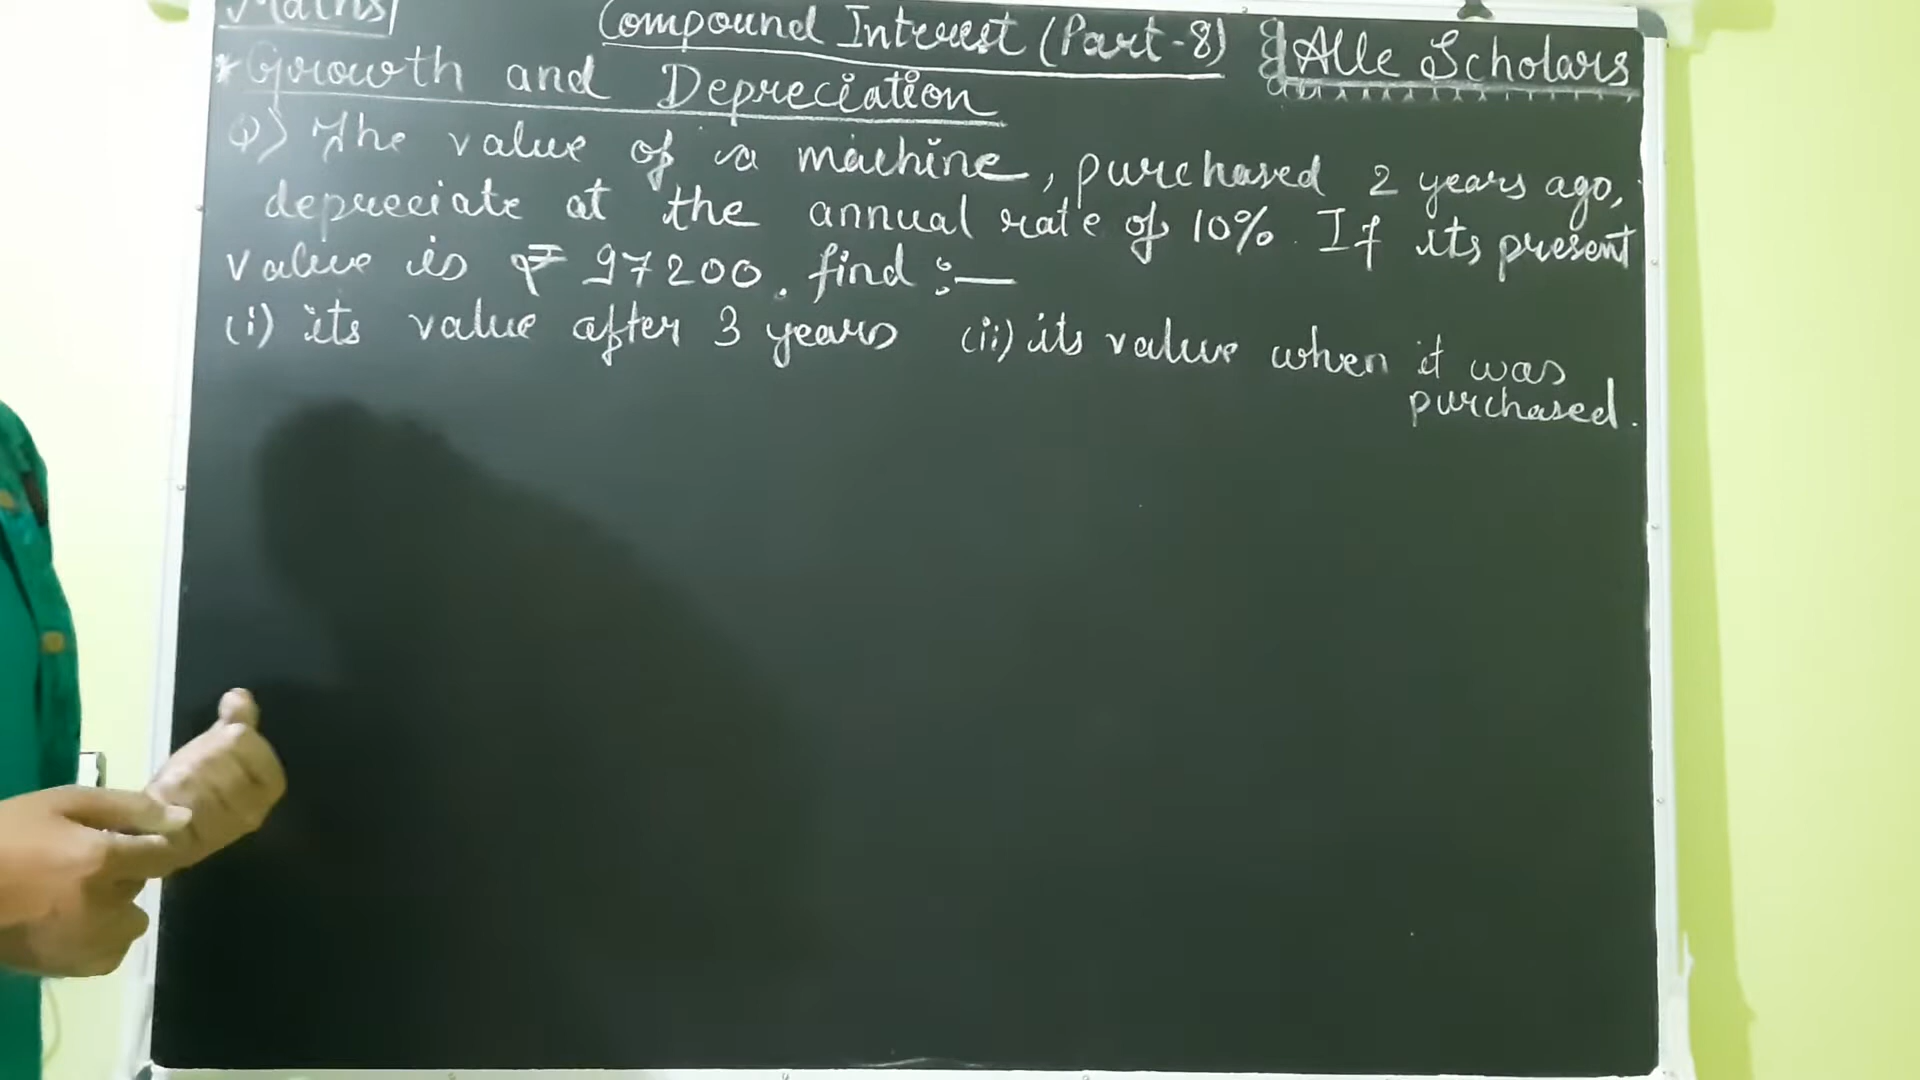 Maths
Compound Interest (Part-8)
Alle Scholars
*Growth and Depreciation
Q) The value of a machine, purchased 2 years ago,
depreciate at the annual rate of 10%. If its present
value is ₹ 97200. find :—
(i) its value after 3 years (ii) its value when it was
purchased.